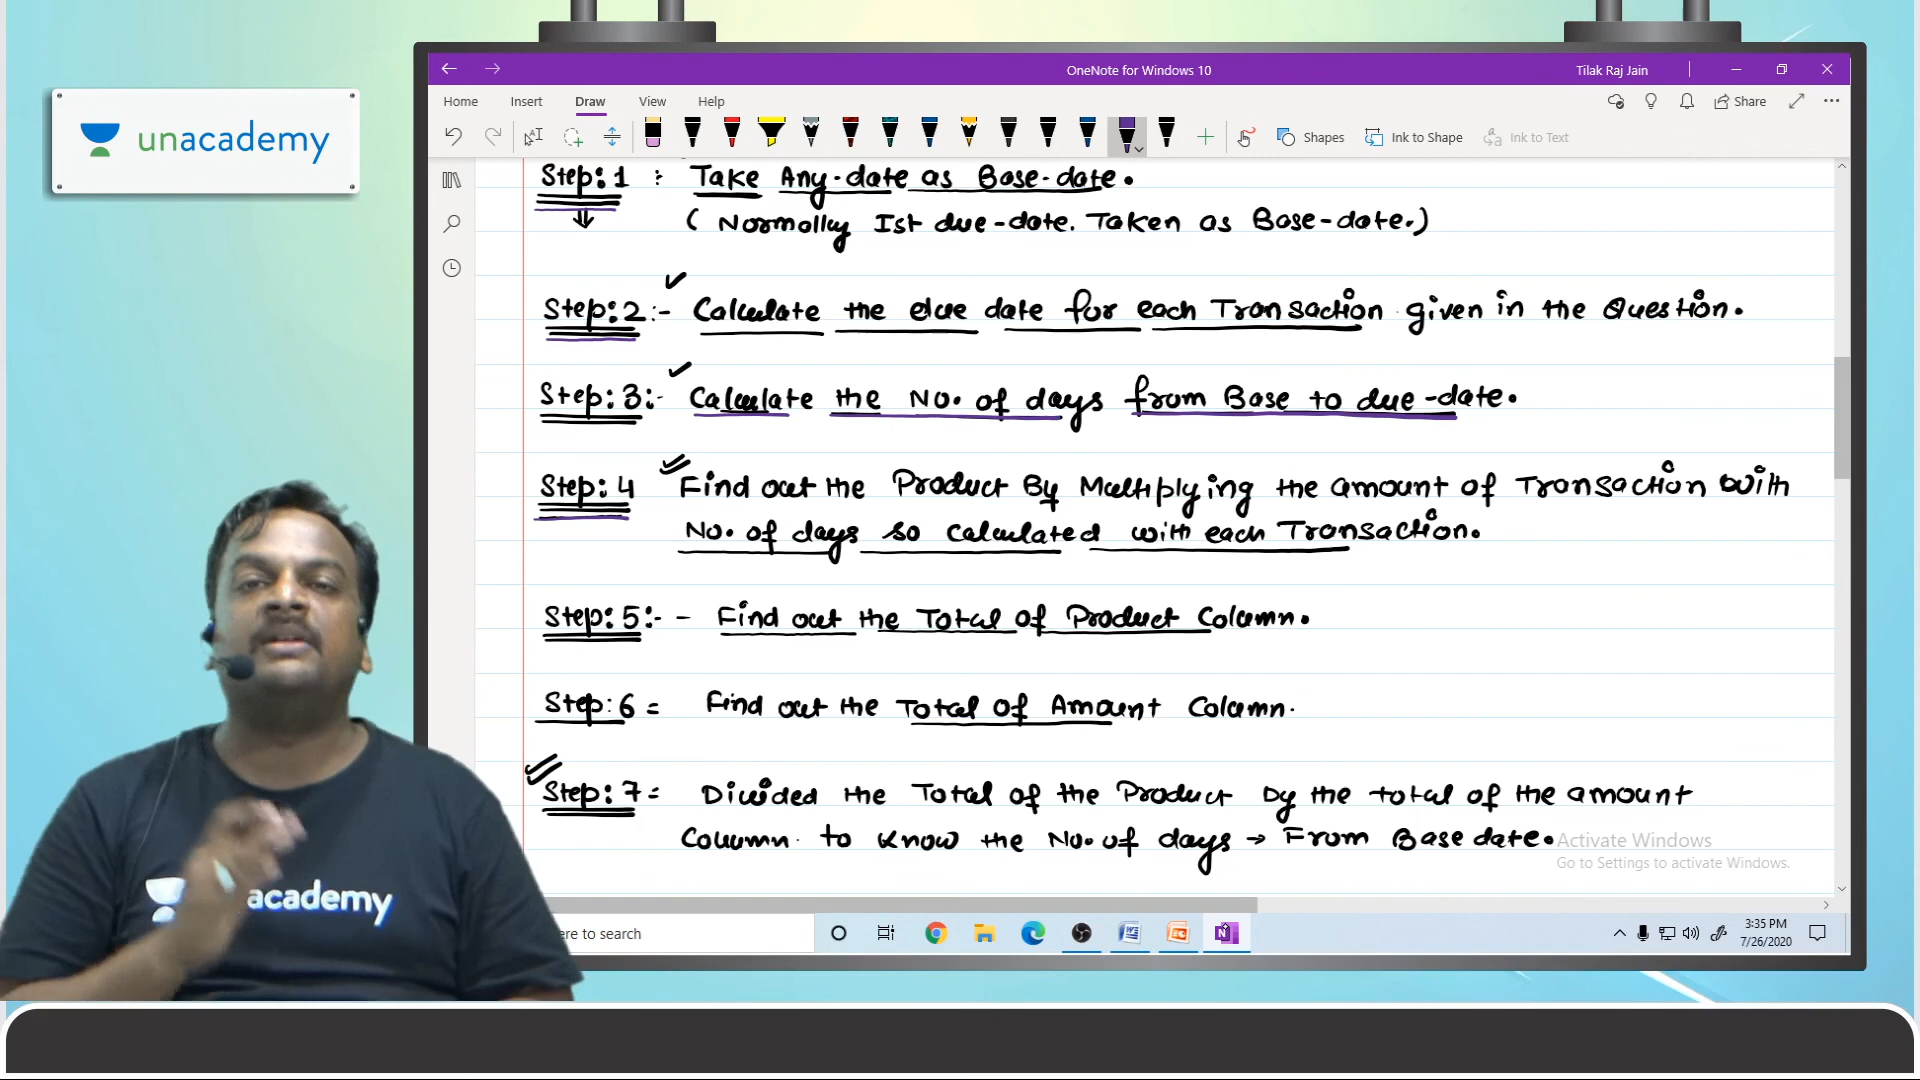 OneNote for Windows 10
Tilak Raj Jain
Home Insert Draw View Help
Share
Shapes Ink to Shape Ink to Text
unacademy
Step:1 : Take Any-date as Base-date.
(Normally Ist due-date. Taken as Base-date.)
Step:2:- Calculate the due date for each Transaction given in the Question.
Step:3:- Calculate the No. of days from Base to due-date.
Step:4 Find out the Product By Multiplying the amount of Transaction with
No. of days so Calculated with each Transaction.
Step:5:- - Find out the Total of Product Column.
Step:6 = Find out the Total of Amount Column.
Step:7= Divided the Total of the Product by the total of the amount
Column. to know the No. of days → From Base date.
Activate Windows
Go to Settings to activate Windows.
academy
ere to search
3:35 PM
7/26/2020